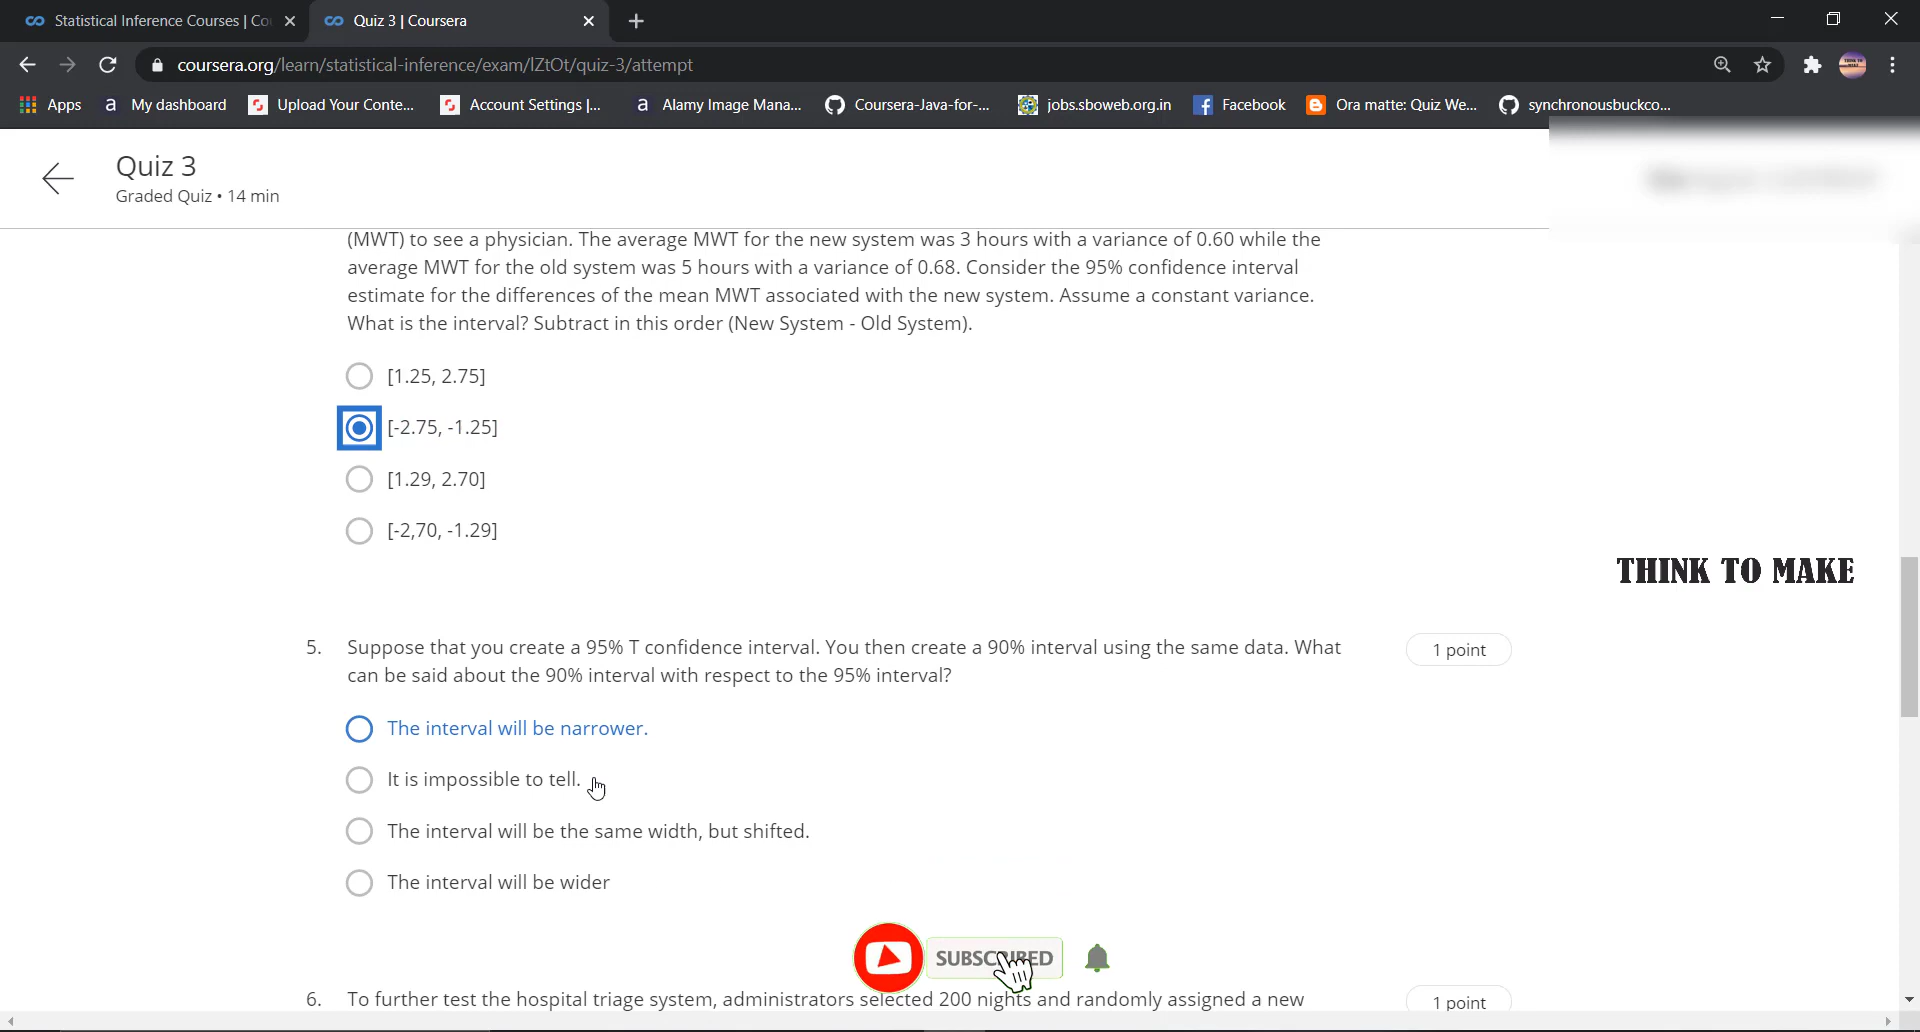 Statistical Inference Courses | Co
Quiz 3 | Coursera
coursera.org/learn/statistical-inference/exam/lZtOt/quiz-3/attempt
Apps
a My dashboard
Upload Your Conte...
Account Settings |...
a Alamy Image Mana...
Coursera-Java-for-...
jobs.sboweb.org.in
Facebook
Ora matte: Quiz We...
synchronousbuckco...
Quiz 3
Graded Quiz • 14 min
(MWT) to see a physician. The average MWT for the new system was 3 hours with a variance of 0.60 while the
average MWT for the old system was 5 hours with a variance of 0.68. Consider the 95% confidence interval
estimate for the differences of the mean MWT associated with the new system. Assume a constant variance.
What is the interval? Subtract in this order (New System - Old System).
[1.25, 2.75]
[-2.75, -1.25]
[1.29, 2.70]
[-2,70, -1.29]
THINK TO MAKE
5. Suppose that you create a 95% T confidence interval. You then create a 90% interval using the same data. What
can be said about the 90% interval with respect to the 95% interval?
1 point
The interval will be narrower.
It is impossible to tell.
The interval will be the same width, but shifted.
The interval will be wider
SUBSCRIBED
6. To further test the hospital triage system, administrators selected 200 nights and randomly assigned a new
1 point